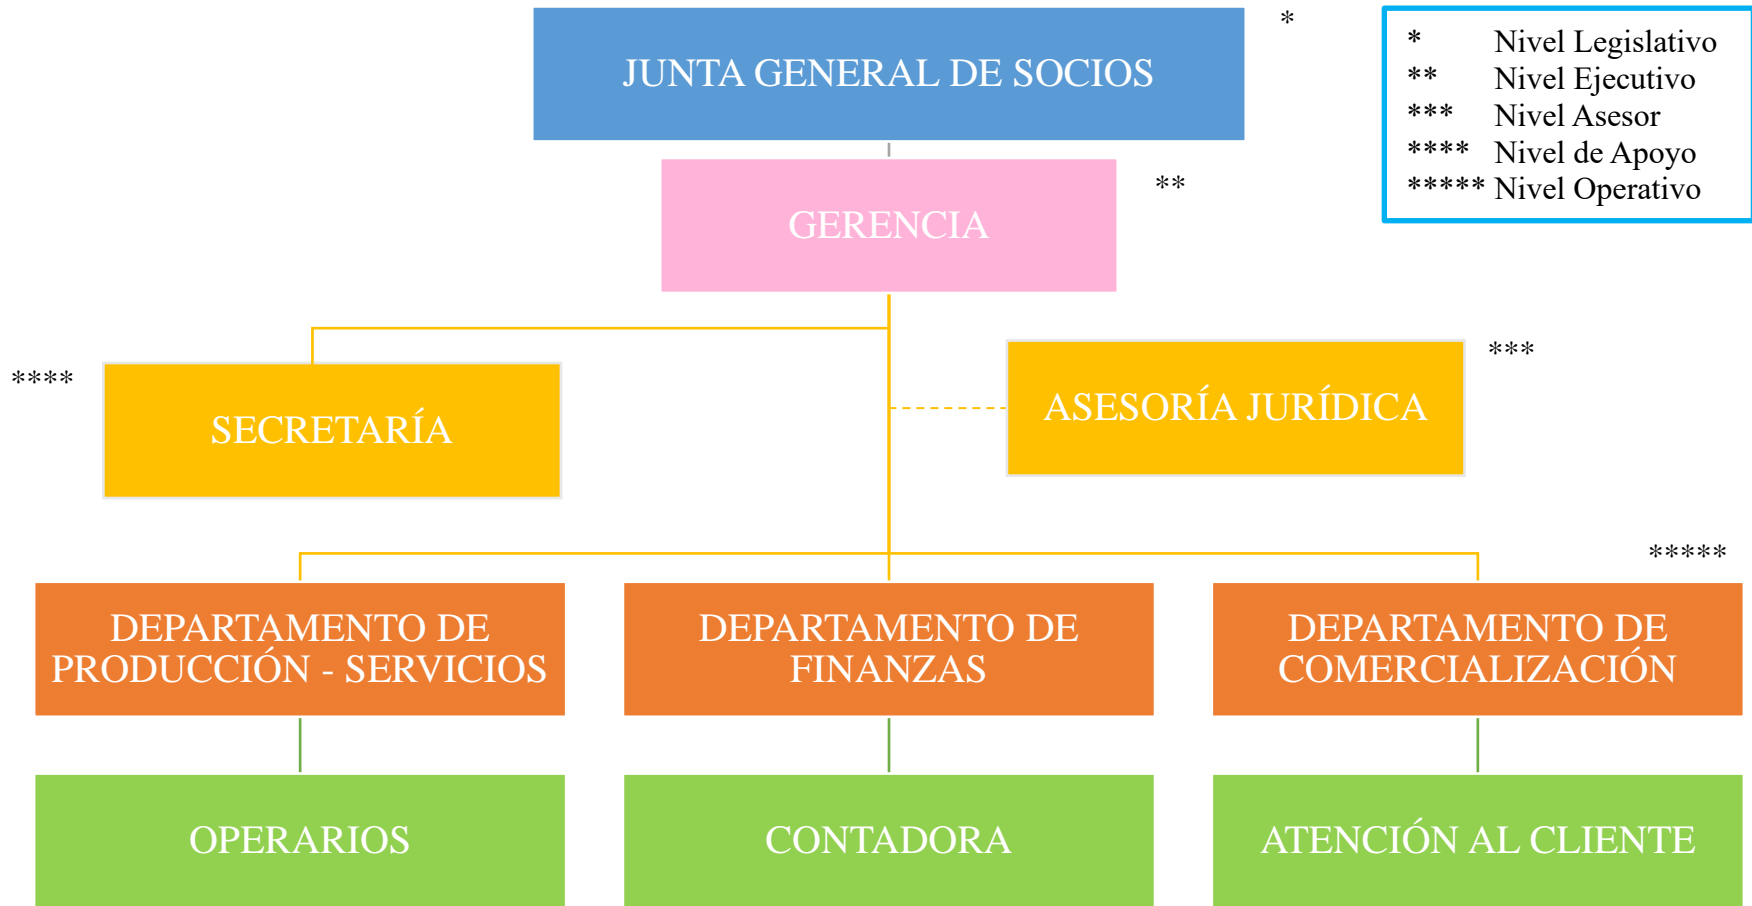 *
JUNTA GENERAL DE SOCIOS
* Nivel Legislativo
** Nivel Ejecutivo
*** Nivel Asesor
**** Nivel de Apoyo
***** Nivel Operativo
**
GERENCIA
****
SECRETARÍA
***
ASESORÍA JURÍDICA
*****
DEPARTAMENTO DE
PRODUCCIÓN - SERVICIOS
DEPARTAMENTO DE
FINANZAS
DEPARTAMENTO DE
COMERCIALIZACIÓN
OPERARIOS
CONTADORA
ATENCIÓN AL CLIENTE